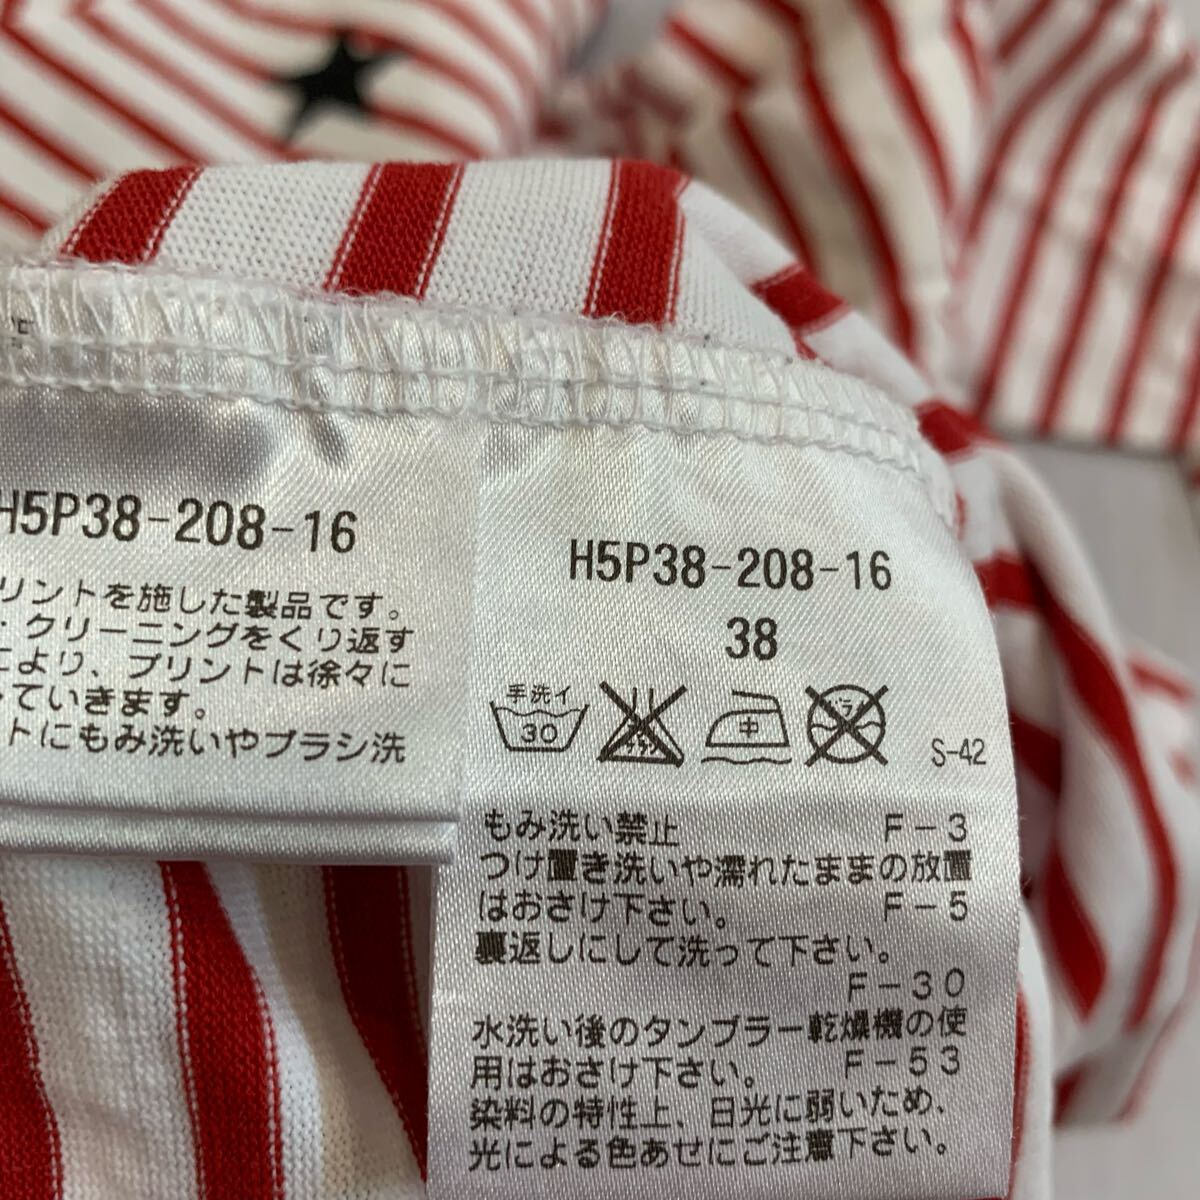 H5P38-208-16
リントを施した製品です。
・クリーニングをくり返す
により、プリントは徐々に
ていきます。
トにもみ洗いやブラシ洗
H5P38-208-16
38
手洗イ
30
中
S-42
もみ洗い禁止 F-3
つけ置き洗いや濡れたままの放置
はおさけ下さい。 F-5
裏返しにして洗って下さい。
F-30
水洗い後のタンブラー乾燥機の使
用はおさけ下さい。 F-53
染料の特性上、日光に弱いため、
光による色あせにご注意下さい。